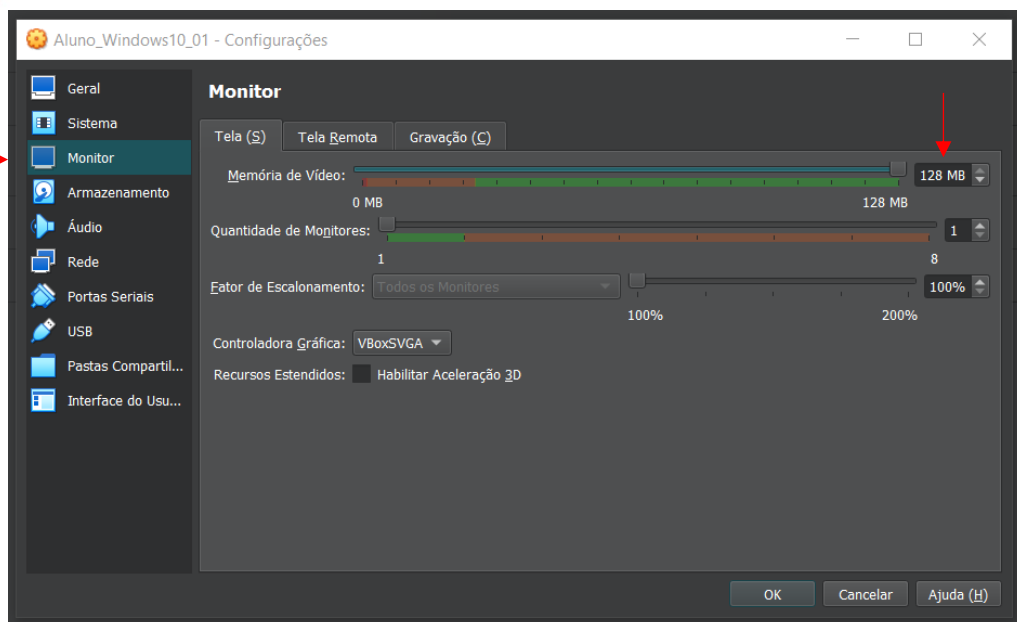 Aluno_Windows10_01 - Configurações
Geral
Sistema
Monitor
Armazenamento
Áudio
Rede
Portas Seriais
USB
Pastas Compartil...
Interface do Usu...
Monitor
Tela (S)
Tela Remota
Gravação (C)
Memória de Vídeo:
128 MB
0 MB
128 MB
Quantidade de Monitores:
1
1
8
Fator de Escalonamento:
Todos os Monitores
100%
100%
200%
Controladora Gráfica:
VBoxSVGA
Recursos Estendidos:
Habilitar Aceleração 3D
OK
Cancelar
Ajuda (H)